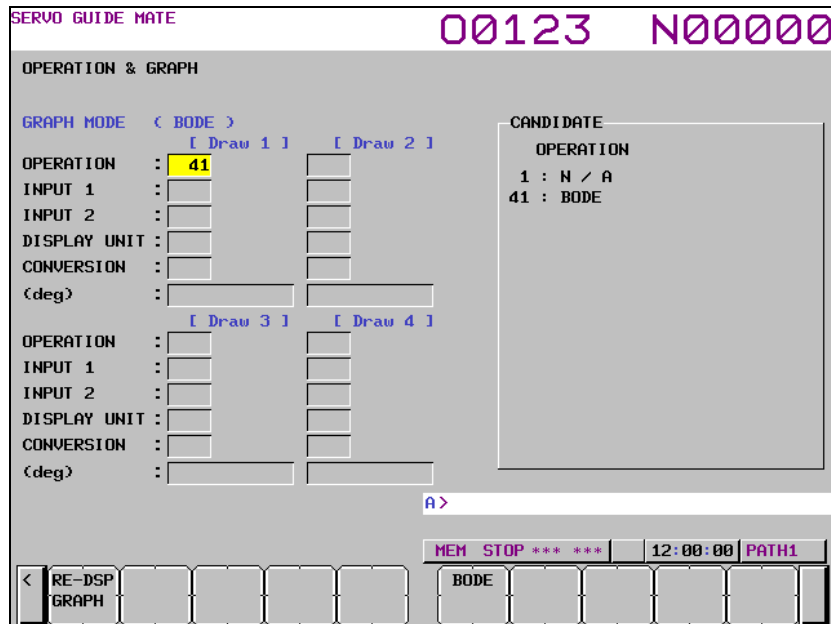 SERVO GUIDE MATE
O0123 N00000
OPERATION & GRAPH
GRAPH MODE ( BODE )
[ Draw 1 ] [ Draw 2 ]
OPERATION : 41
INPUT 1 :
INPUT 2 :
DISPLAY UNIT :
CONVERSION :
(deg) :
[ Draw 3 ] [ Draw 4 ]
OPERATION :
INPUT 1 :
INPUT 2 :
DISPLAY UNIT :
CONVERSION :
(deg) :
CANDIDATE
OPERATION
1 : N / A
41 : BODE
A>
MEM STOP *** *** 12:00:00 PATH1
< RE-DSP BODE
GRAPH